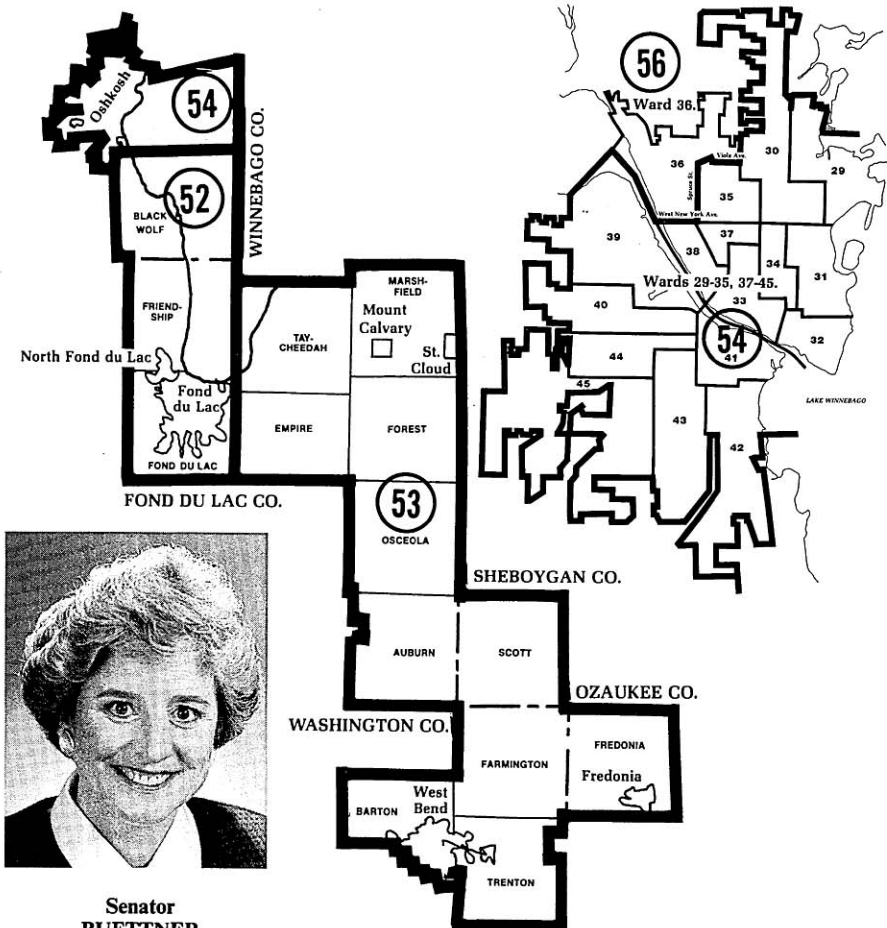 56
Oshkosh
54
Ward 36.
30
WINNEBAGO CO.
36
Viola Ave.
29
52
Spruce St.
35
BLACK
WOLF
West New York Ave.
37
39
38
34
31
Wards 29-35, 37-45.
33
MARSH-
FIELD
Mount
Calvary
FRIEND-
SHIP
TAY-
CHEEDAH
40
54
32
North Fond du Lac
St.
Cloud
44
41
Fond
du Lac
45
LAKE WINNEBAGO
43
EMPIRE
FOREST
42
FOND DU LAC
FOND DU LAC CO.
53
OSCEOLA
SHEBOYGAN CO.
AUBURN
SCOTT
OZAUKEE CO.
WASHINGTON CO.
FREDONIA
FARMINGTON
Fredonia
West
Bend
BARTON
TRENTON
Senator
BUETTNER